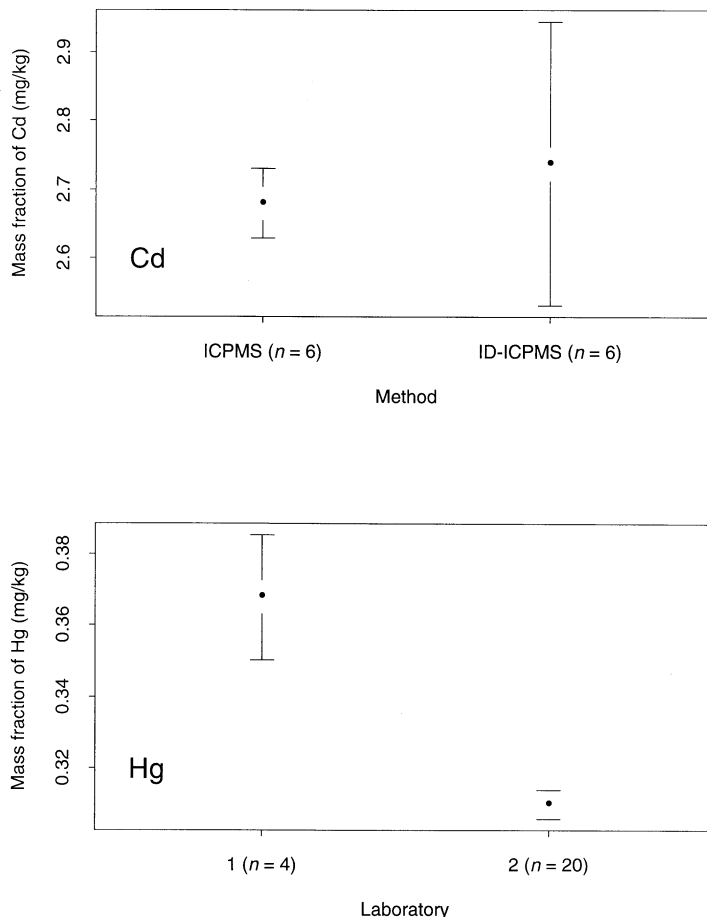 Mass fraction of Cd (mg/kg)
2.9
2.8
2.7
2.6
Cd
ICPMS (n = 6)
ID-ICPMS (n = 6)
Method
Mass fraction of Hg (mg/kg)
0.38
0.36
0.34
0.32
Hg
1 (n = 4)
2 (n = 20)
Laboratory